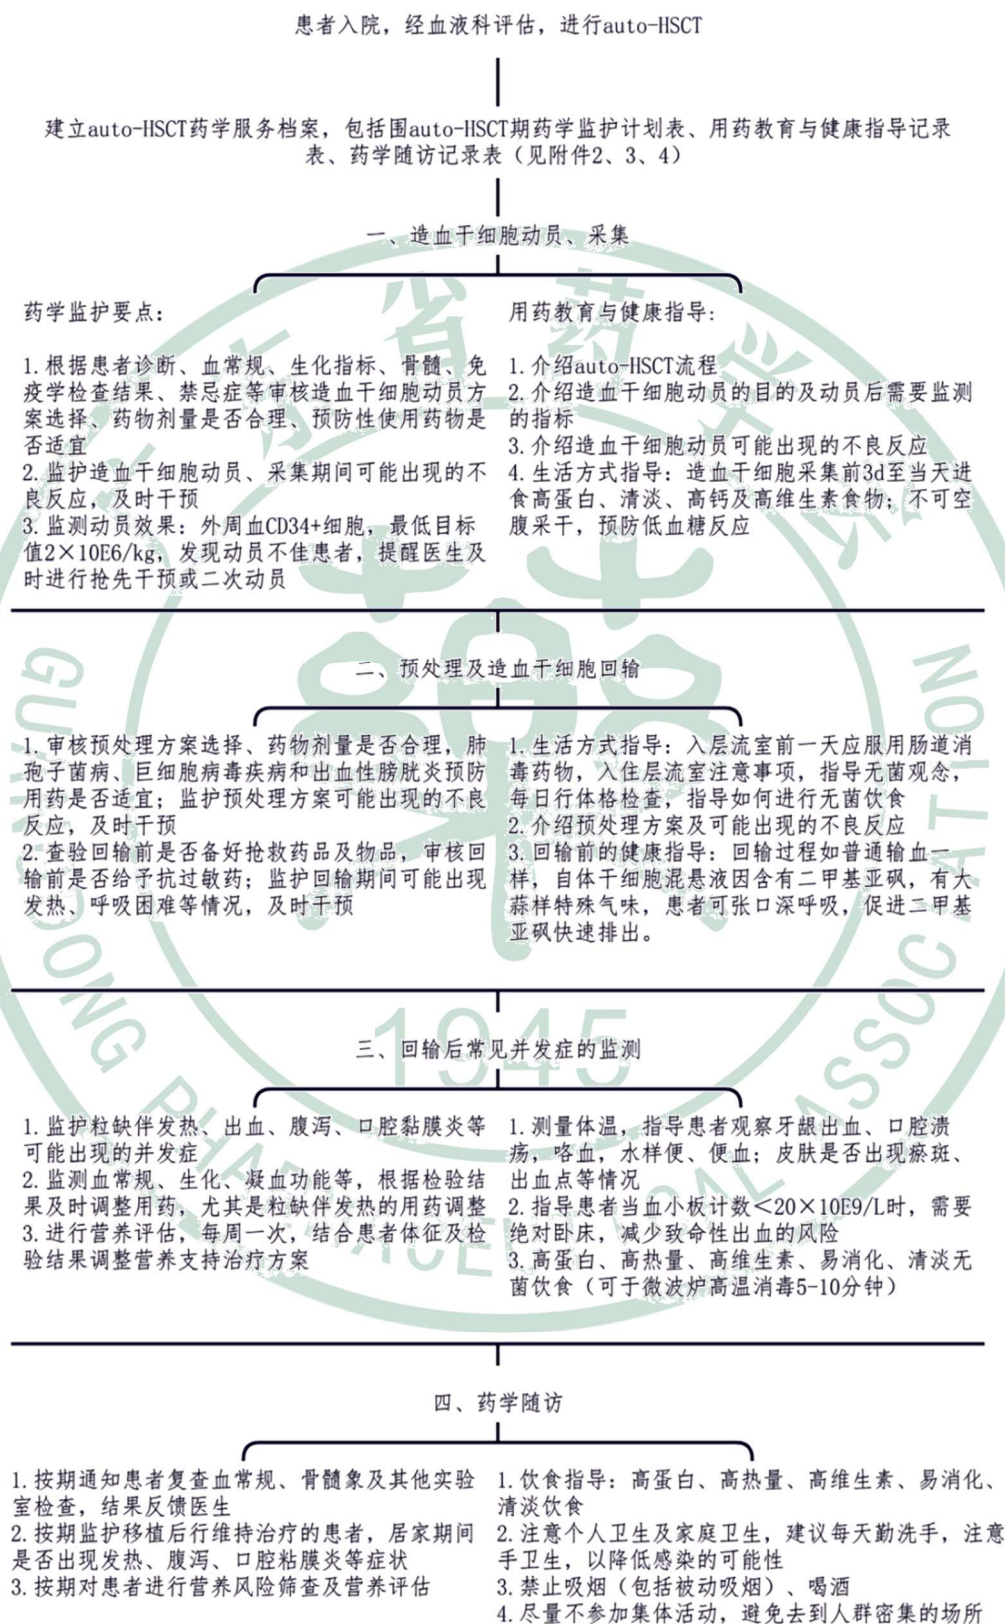 患者入院，经血液科评估，进行auto-HSCT
建立auto-HSCT药学服务档案，包括围auto-HSCT期药学监护计划表、用药教育与健康指导记录
表、药学随访记录表（见附件2、3、4）
一、造血干细胞动员、采集
药学监护要点：
1.根据患者诊断、血常规、生化指标、骨髓、免
疫学检查结果、禁忌症等审核造血干细胞动员方
案选择、药物剂量是否合理、预防性使用药物是
否适宜
2.监护造血干细胞动员、采集期间可能出现的不
良反应，及时干预
3.监测动员效果：外周血CD34+细胞，最低目标
值2×10E6/kg，发现动员不佳患者，提醒医生及
时进行抢先干预或二次动员
用药教育与健康指导：
1.介绍auto-HSCT流程
2.介绍造血干细胞动员的目的及动员后需要监测
的指标
3.介绍造血干细胞动员可能出现的不良反应
4.生活方式指导：造血干细胞采集前3d至当天进
食高蛋白、清淡、高钙及高维生素食物；不可空
腹采干，预防低血糖反应
二、预处理及造血干细胞回输
1.审核预处理方案选择、药物剂量是否合理，肺
孢子菌病、巨细胞病毒疾病和出血性膀胱炎预防
用药是否适宜；监护预处理方案可能出现的不良
反应，及时干预
2.查验回输前是否备好抢救药品及物品，审核回
输前是否给予抗过敏药；监护回输期间可能出现
发热、呼吸困难等情况，及时干预
1.生活方式指导：入层流室前一天应服用肠道消
毒药物，入住层流室注意事项，指导无菌观念，
每日行体格检查，指导如何进行无菌饮食
2.介绍预处理方案及可能出现的不良反应
3.回输前的健康指导：回输过程如普通输血一
样，自体干细胞混悬液因含有二甲基亚砜，有大
蒜样特殊气味，患者可张口深呼吸，促进二甲基
亚砜快速排出。
三、回输后常见并发症的监测
1.监护粒缺伴发热、出血、腹泻、口腔黏膜炎等
可能出现的并发症
2.监测血常规、生化、凝血功能等，根据检验结
果及时调整用药，尤其是粒缺伴发热的用药调整
3.进行营养评估，每周一次，结合患者体征及检
验结果调整营养支持治疗方案
1.测量体温，指导患者观察牙龈出血、口腔溃
疡，咯血，水样便、便血；皮肤是否出现瘀斑、
出血点等情况
2.指导患者当血小板计数＜20×10E9/L时，需要
绝对卧床，减少致命性出血的风险
3.高蛋白、高热量、高维生素、易消化、清淡无
菌饮食（可于微波炉高温消毒5-10分钟）
四、药学随访
1.按期通知患者复查血常规、骨髓象及其他实验
室检查，结果反馈医生
2.按期监护移植后行维持治疗的患者，居家期间
是否出现发热、腹泻、口腔粘膜炎等症状
3.按期对患者进行营养风险筛查及营养评估
1.饮食指导：高蛋白、高热量、高维生素、易消化、
清淡饮食
2.注意个人卫生及家庭卫生，建议每天勤洗手，注意
手卫生，以降低感染的可能性
3.禁止吸烟（包括被动吸烟）、喝酒
4.尽量不参加集体活动，避免去到人群密集的场所
广东省药学会
藥
1945
GUANGDONG PHARMACEUTICAL ASSOCIATION